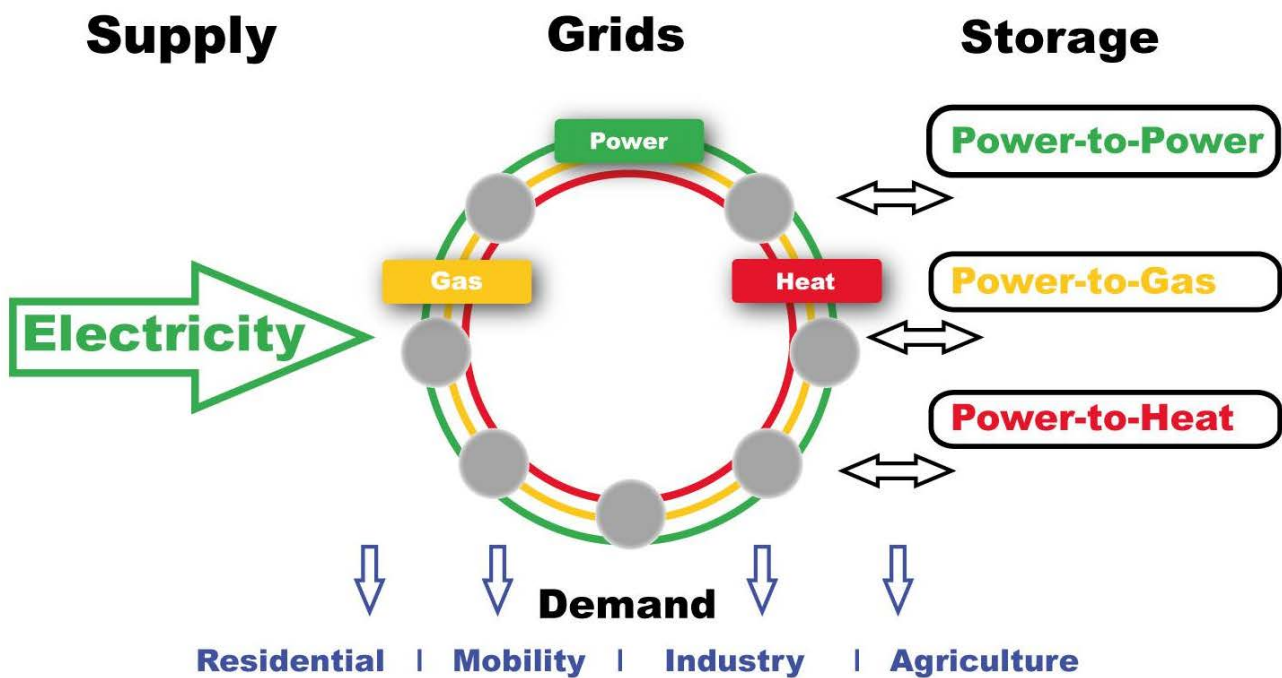 Supply
Grids
Storage
Power
Power-to-Power
Gas
Heat
Power-to-Gas
Electricity
Power-to-Heat
Demand
Residential | Mobility | Industry | Agriculture